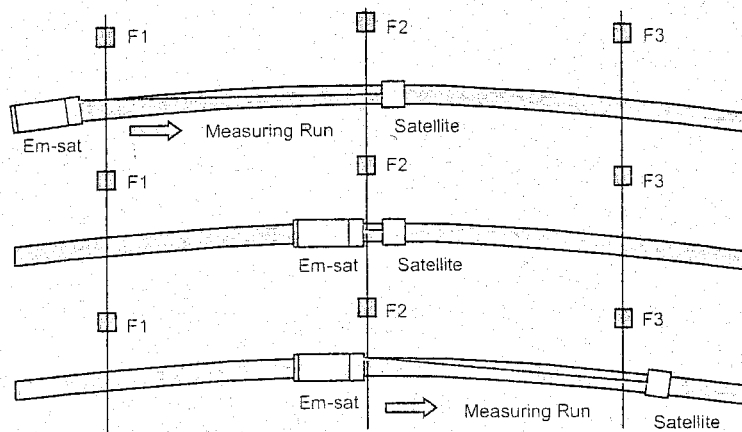 F1
F2
F3
Em-sat
Measuring Run
Satellite
F1
F2
F3
Em-sat
Satellite
F1
F2
F3
Em-sat
Measuring Run
Satellite